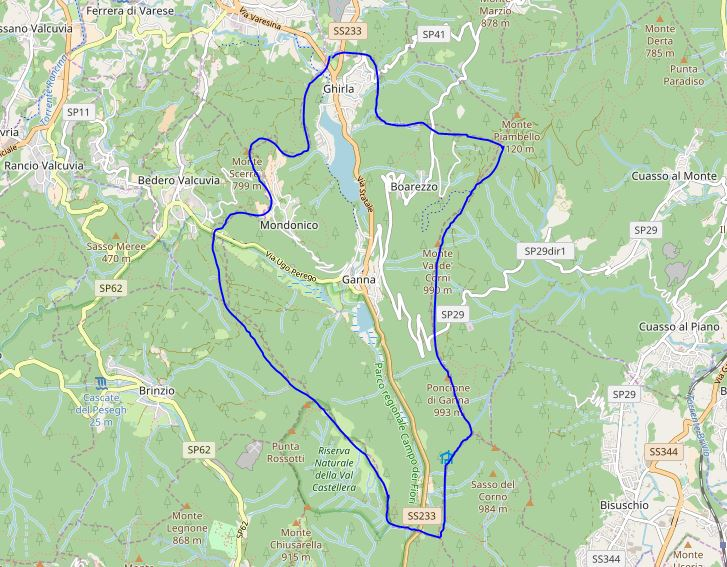 Ferrera di Varese
Via Varesina
Monte
Marzio
878 m
SS233
SP41
Monte
Derta
785 m
Punta
Paradiso
Ghirla
SP11
Rancio Valcuvia
Monte
Piambello
1120 m
Bedero Valcuvia
Monte
Scerré
799 m
Boarezzo
Cuasso al Monte
Via Statale
Mondonico
SP29
Sasso Meree
470 m
SP29dir1
Via Ugo Perego
Monte
Val de'
Corni
990 m
Ganna
SP62
SP29
Cuasso al Piano
Brinzio
Cascate
del Pesegh
25 m
Parco regionale Campo dei Fiori
Poncione
di Ganna
993 m
SP29
SP62
Punta
Rossotti
Riserva
Naturale
della Val
Castellera
SS344
Sasso del
Corno
984 m
Bisuschio
SS233
Monte
Legnone
868 m
SP62
Monte
Chiusarella
915 m
SS344
Monte